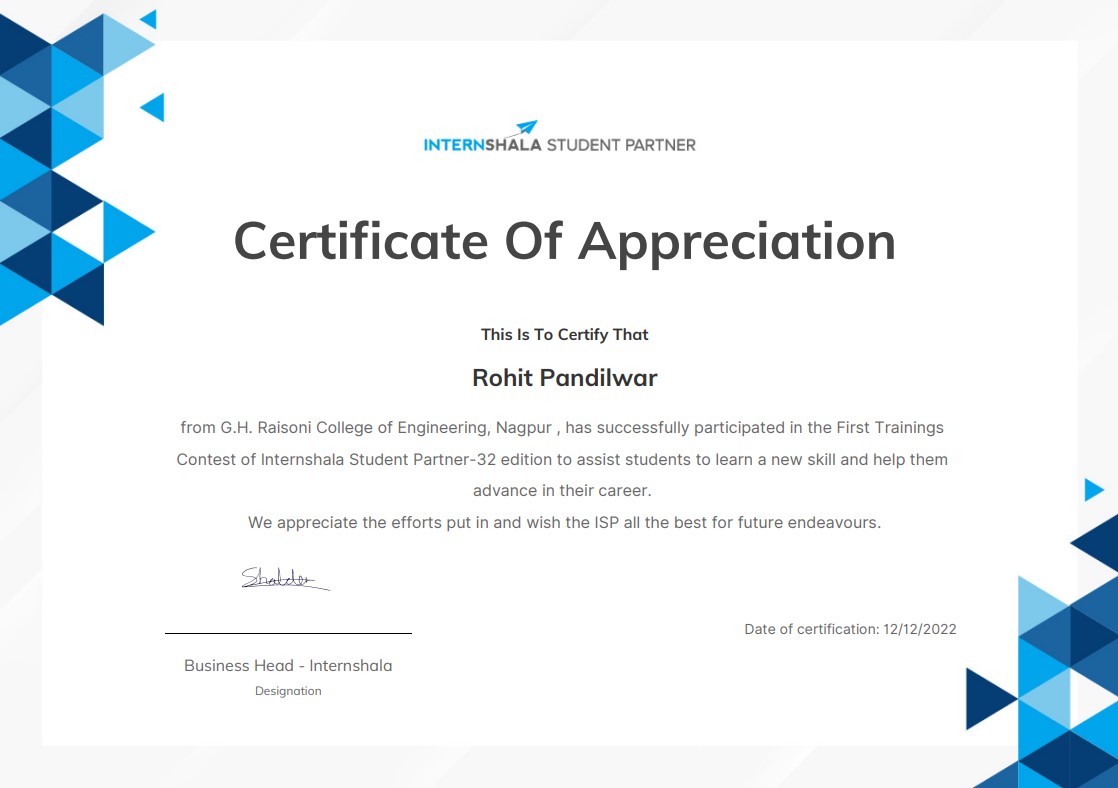 INTERNSHALA STUDENT PARTNER
Certificate Of Appreciation
This Is To Certify That
Rohit Pandilwar
from G.H. Raisoni College of Engineering, Nagpur , has successfully participated in the First Trainings
Contest of Internshala Student Partner-32 edition to assist students to learn a new skill and help them
advance in their career.
We appreciate the efforts put in and wish the ISP all the best for future endeavours.
Date of certification: 12/12/2022
Business Head - Internshala
Designation